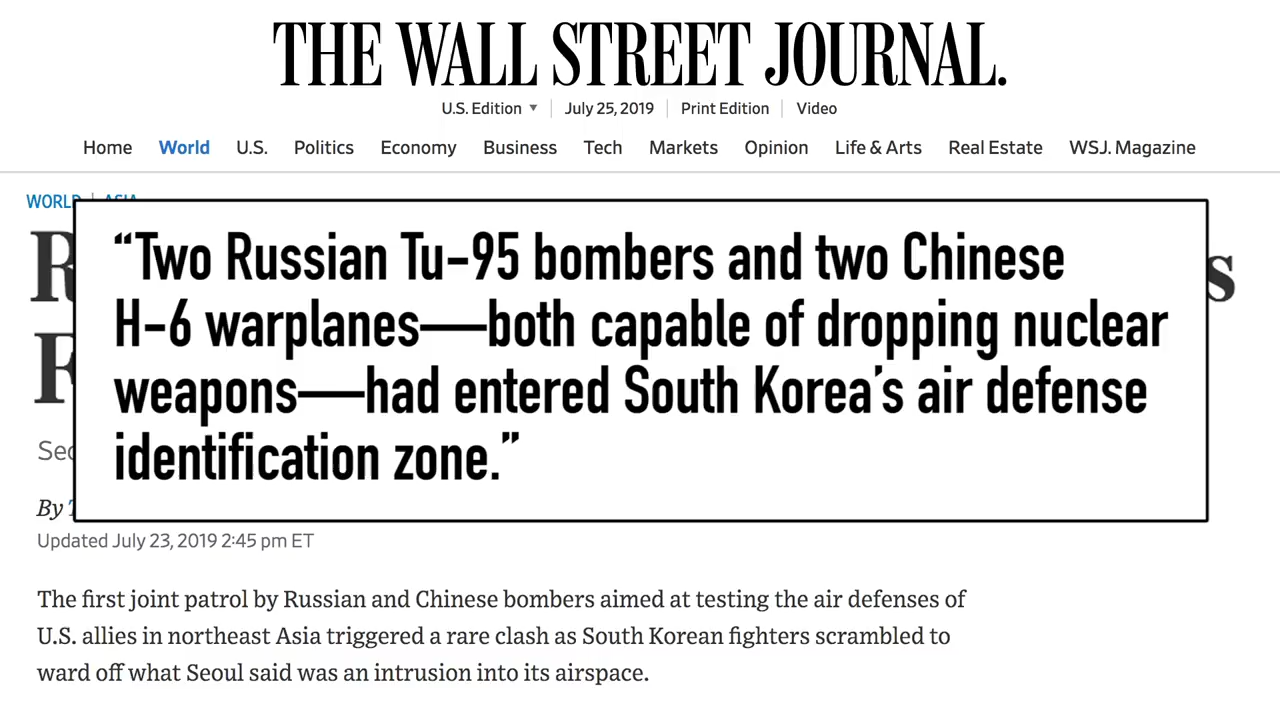 THE WALL STREET JOURNAL.
U.S. Edition ▼ | July 25, 2019 | Print Edition | Video
Home World U.S. Politics Economy Business Tech Markets Opinion Life & Arts Real Estate WSJ. Magazine
“Two Russian Tu-95 bombers and two Chinese
H-6 warplanes—both capable of dropping nuclear
weapons—had entered South Korea’s air defense
identification zone.”
By
Updated July 23, 2019 2:45 pm ET
The first joint patrol by Russian and Chinese bombers aimed at testing the air defenses of
U.S. allies in northeast Asia triggered a rare clash as South Korean fighters scrambled to
ward off what Seoul said was an intrusion into its airspace.